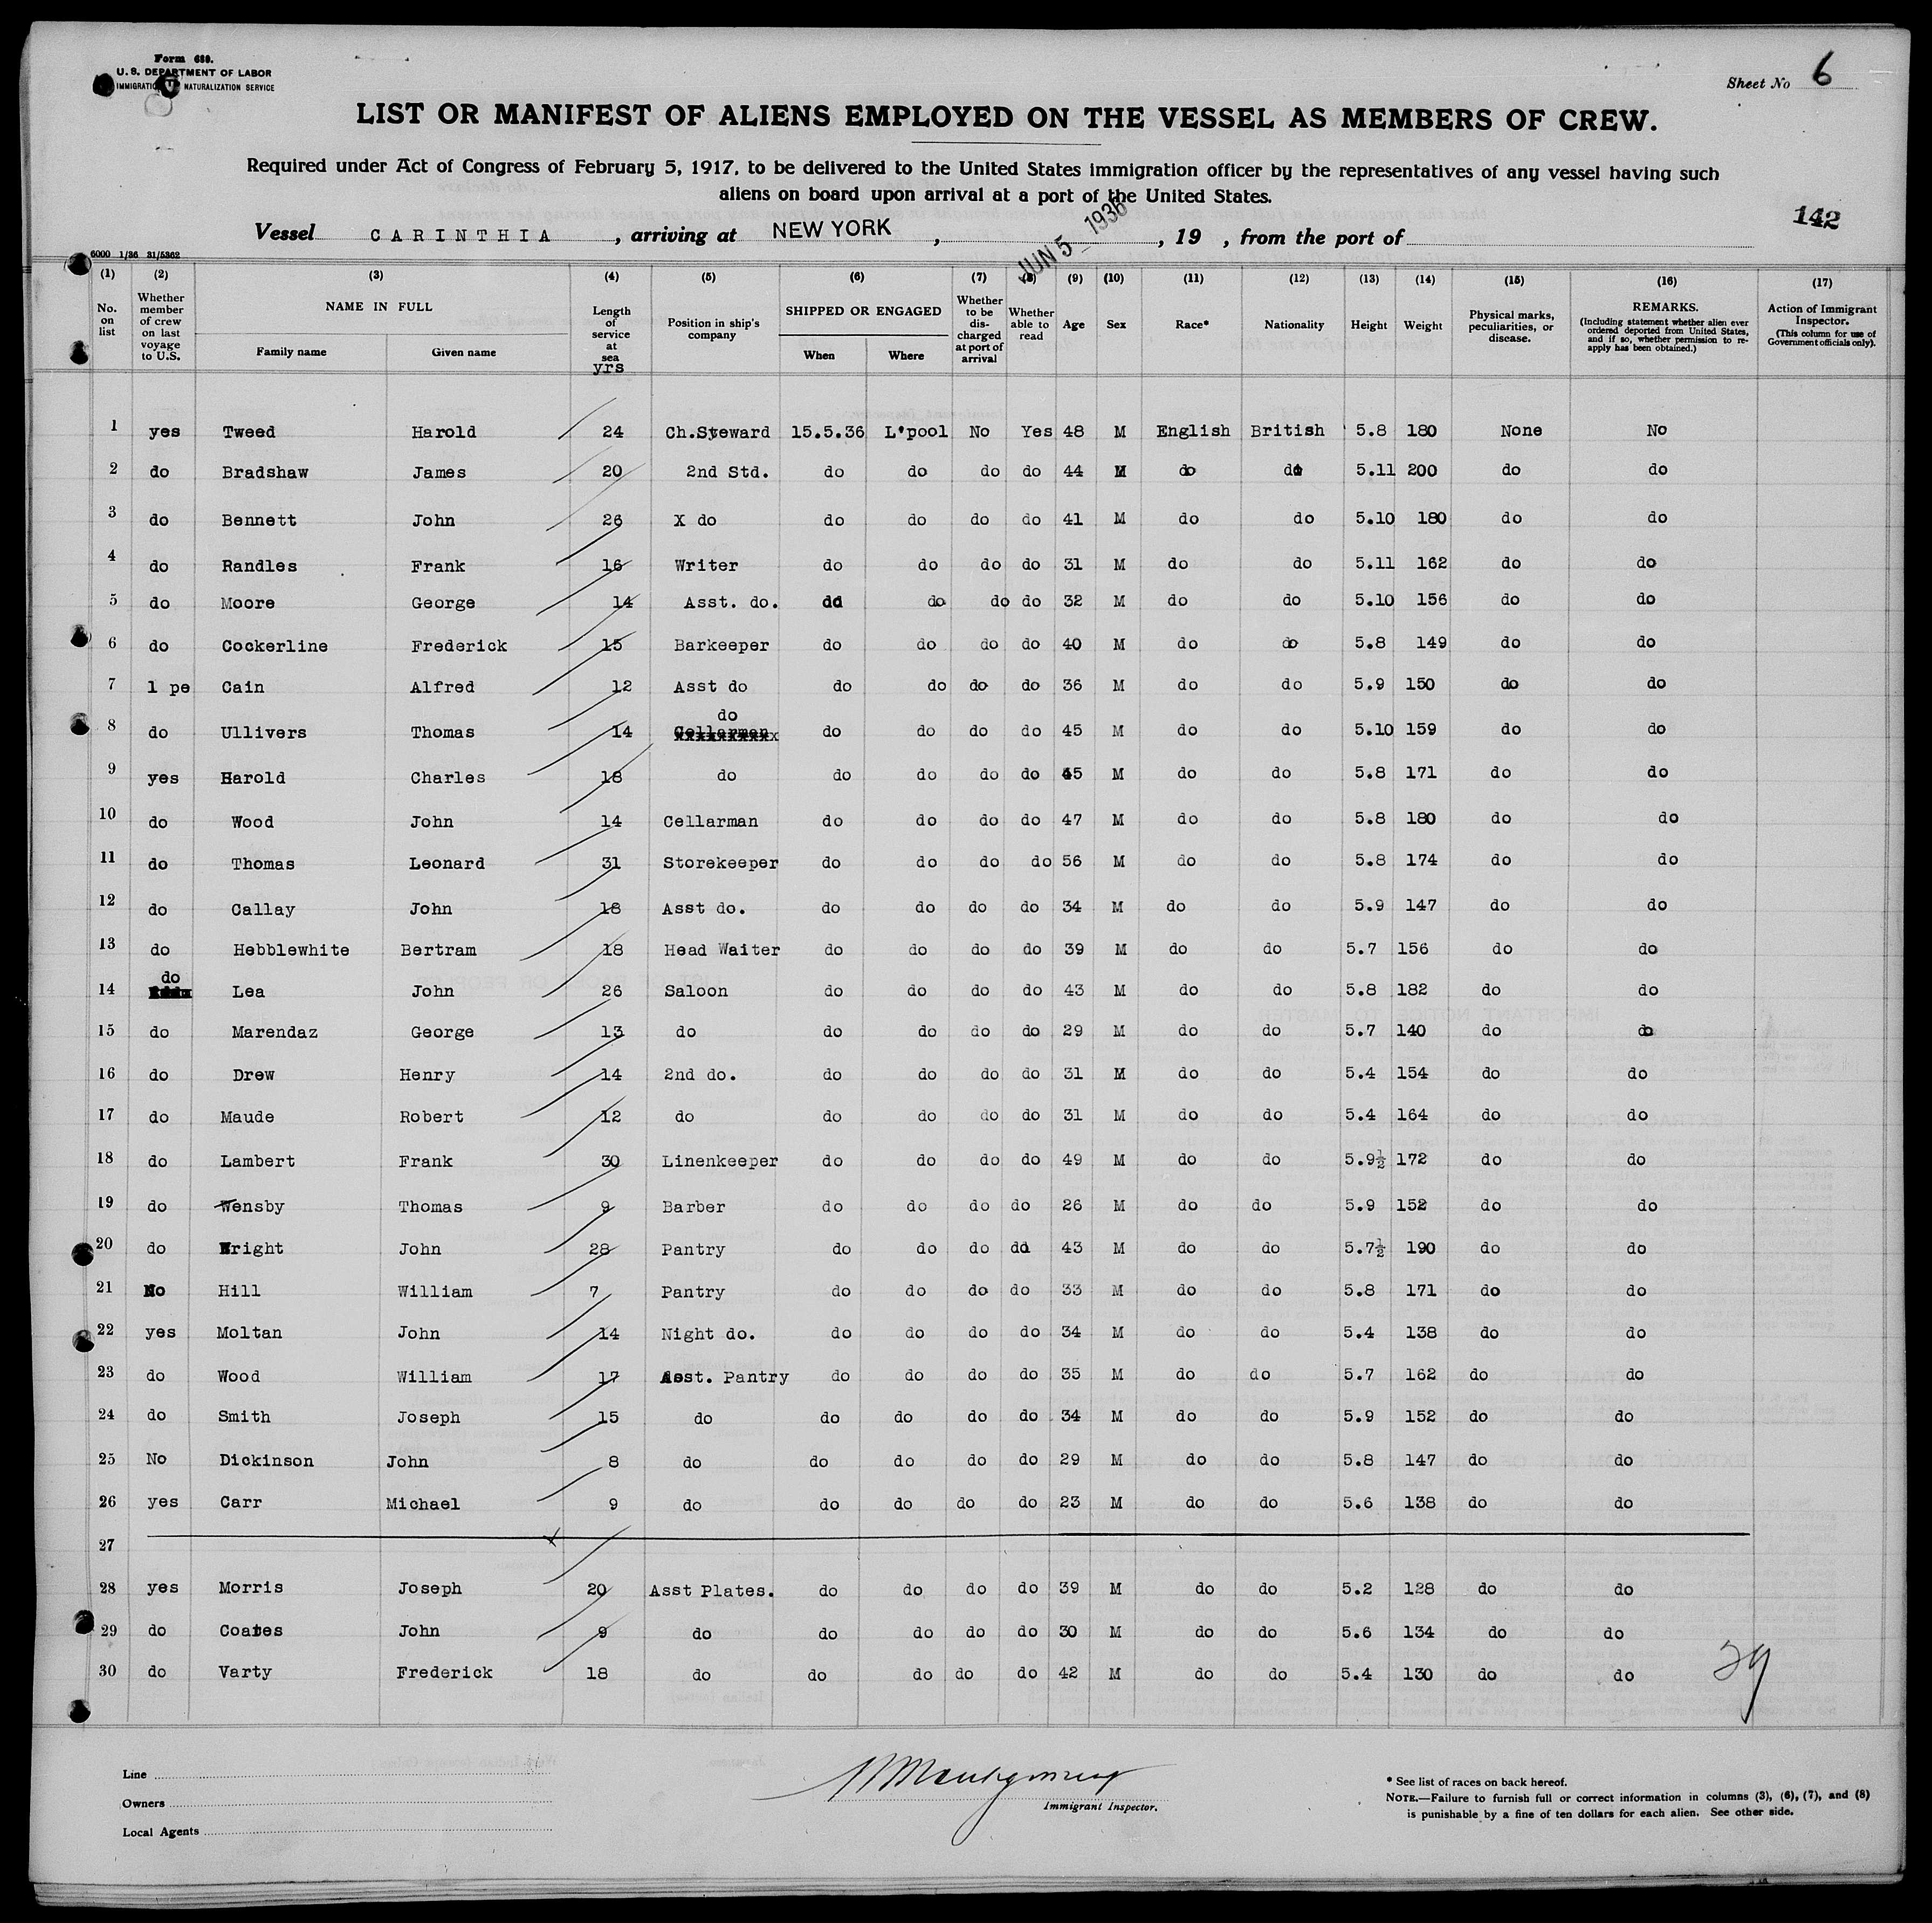 Form 680.
U. S. DEPARTMENT OF LABOR
IMMIGRATION NATURALIZATION SERVICE
Sheet No 6
LIST OR MANIFEST OF ALIENS EMPLOYED ON THE VESSEL AS MEMBERS OF CREW.
Required under Act of Congress of February 5, 1917, to be delivered to the United States immigration officer by the representatives of any vessel having such
aliens on board upon arrival at a port of the United States.
142
Vessel CARINTHIA , arriving at NEW YORK , JUN 5 1936 , 19 , from the port of
6000 1/36 31/5362
(1) (2) (3) (4) (5) (6) (7) (8) (9) (10) (11) (12) (13) (14) (15) (16) (17)
No. on list
Whether member of crew on last voyage to U.S.
NAME IN FULL
Family name Given name
Length of service at sea
yrs
Position in ship's company
SHIPPED OR ENGAGED
When Where
Whether to be discharged at port of arrival
Whether able to read
Age Sex Race* Nationality Height Weight
Physical marks, peculiarities, or disease.
REMARKS.
(Including statement whether alien ever ordered deported from United States, and if so, whether permission to re-apply has been obtained.)
Action of Immigrant Inspector.
(This column for use of Government officials only).
1 yes Tweed Harold 24 Ch.Steward 15.5.36 L'pool No Yes 48 M English British 5.8 180 None No
2 do Bradshaw James 20 2nd Std. do do do do 44 M do do 5.11 200 do do
3 do Bennett John 26 X do do do do do 41 M do do 5.10 180 do do
4 do Randles Frank 16 Writer do do do do 31 M do do 5.11 162 do do
5 do Moore George 14 Asst. do. do do do do 32 M do do 5.10 156 do do
6 do Cockerline Frederick 15 Barkeeper do do do do 40 M do do 5.8 149 do do
7 1 pe Cain Alfred 12 Asst do do do do do 36 M do do 5.9 150 do do
8 do Ullivers Thomas 14 do do do do do 45 M do do 5.10 159 do do
9 yes Harold Charles 18 do do do do do 45 M do do 5.8 171 do do
10 do Wood John 14 Cellarman do do do do 47 M do do 5.8 180 do do
11 do Thomas Leonard 31 Storekeeper do do do do 56 M do do 5.8 174 do do
12 do Callay John 18 Asst do. do do do do 34 M do do 5.9 147 do do
13 do Hebblewhite Bertram 18 Head Waiter do do do do 39 M do do 5.7 156 do do
14 do Lea John 26 Saloon do do do do 43 M do do 5.8 182 do do
15 do Marendaz George 13 do do do do do 29 M do do 5.7 140 do do
16 do Drew Henry 14 2nd do. do do do do 31 M do do 5.4 154 do do
17 do Maude Robert 12 do do do do do 31 M do do 5.4 164 do do
18 do Lambert Frank 30 Linenkeeper do do do do 49 M do do 5.9½ 172 do do
19 do Wensby Thomas 9 Barber do do do do 26 M do do 5.9 152 do do
20 do Wright John 28 Pantry do do do do 43 M do do 5.7½ 190 do do
21 No Hill William 7 Pantry do do do do 33 M do do 5.8 171 do do
22 yes Moltan John 14 Night do. do do do do 34 M do do 5.4 138 do do
23 do Wood William 17 Asst. Pantry do do do do 35 M do do 5.7 162 do do
24 do Smith Joseph 15 do do do do do 34 M do do 5.9 152 do do
25 No Dickinson John 8 do do do do do 29 M do do 5.8 147 do do
26 yes Carr Michael 9 do do do do do 23 M do do 5.6 138 do do
27 x
28 yes Morris Joseph 20 Asst Plates. do do do do 39 M do do 5.2 128 do do
29 do Coates John 9 do do do do do 30 M do do 5.6 134 do do
30 do Varty Frederick 18 do do do do do 42 M do do 5.4 130 do do
Line
Owners
Local Agents
Montgomery
Immigrant Inspector.
* See list of races on back hereof.
NOTE.—Failure to furnish full or correct information in columns (3), (6), (7), and (8)
is punishable by a fine of ten dollars for each alien. See other side.